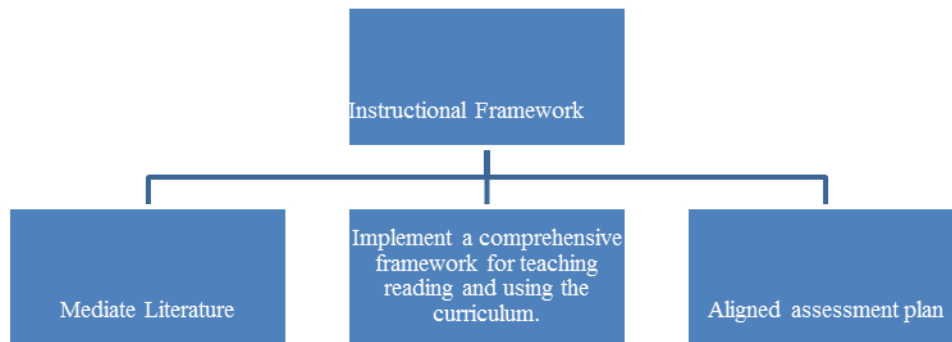 Instructional Framework
Mediate Literature
Implement a comprehensive
framework for teaching
reading and using the
curriculum.
Aligned assessment plan